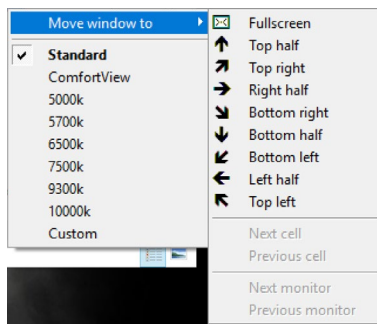 Move window to
Standard
ComfortView
5000k
5700k
6500k
7500k
9300k
10000k
Custom
Fullscreen
Top half
Top right
Right half
Bottom right
Bottom half
Bottom left
Left half
Top left
Next cell
Previous cell
Next monitor
Previous monitor